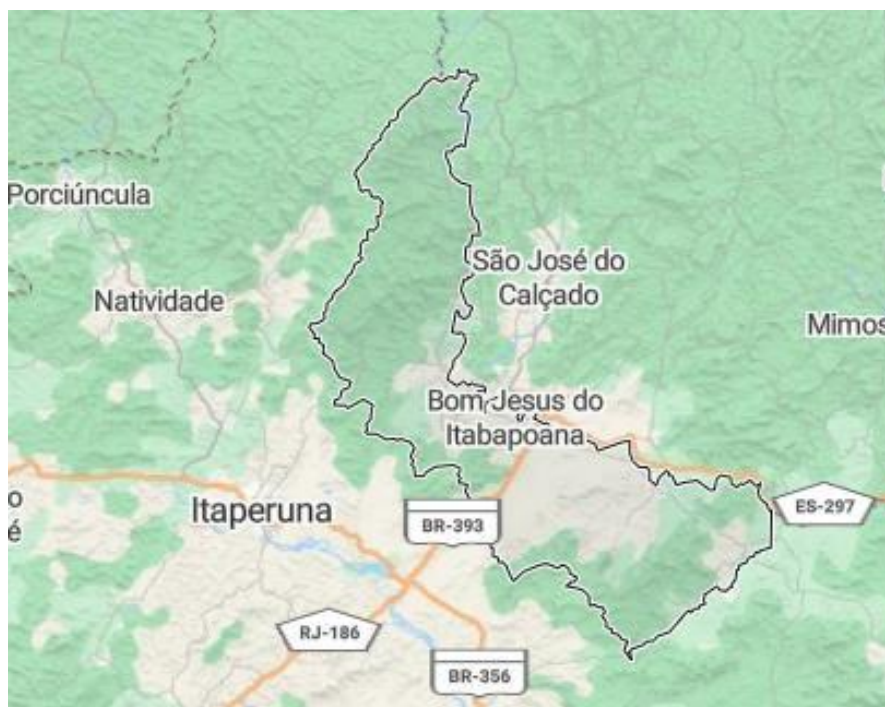 Porciúncula
São José do
Calçado
Natividade
Mimos
Bom Jesus do
Itabapoana
o
é
Itaperuna
BR-393
ES-297
RJ-186
BR-356